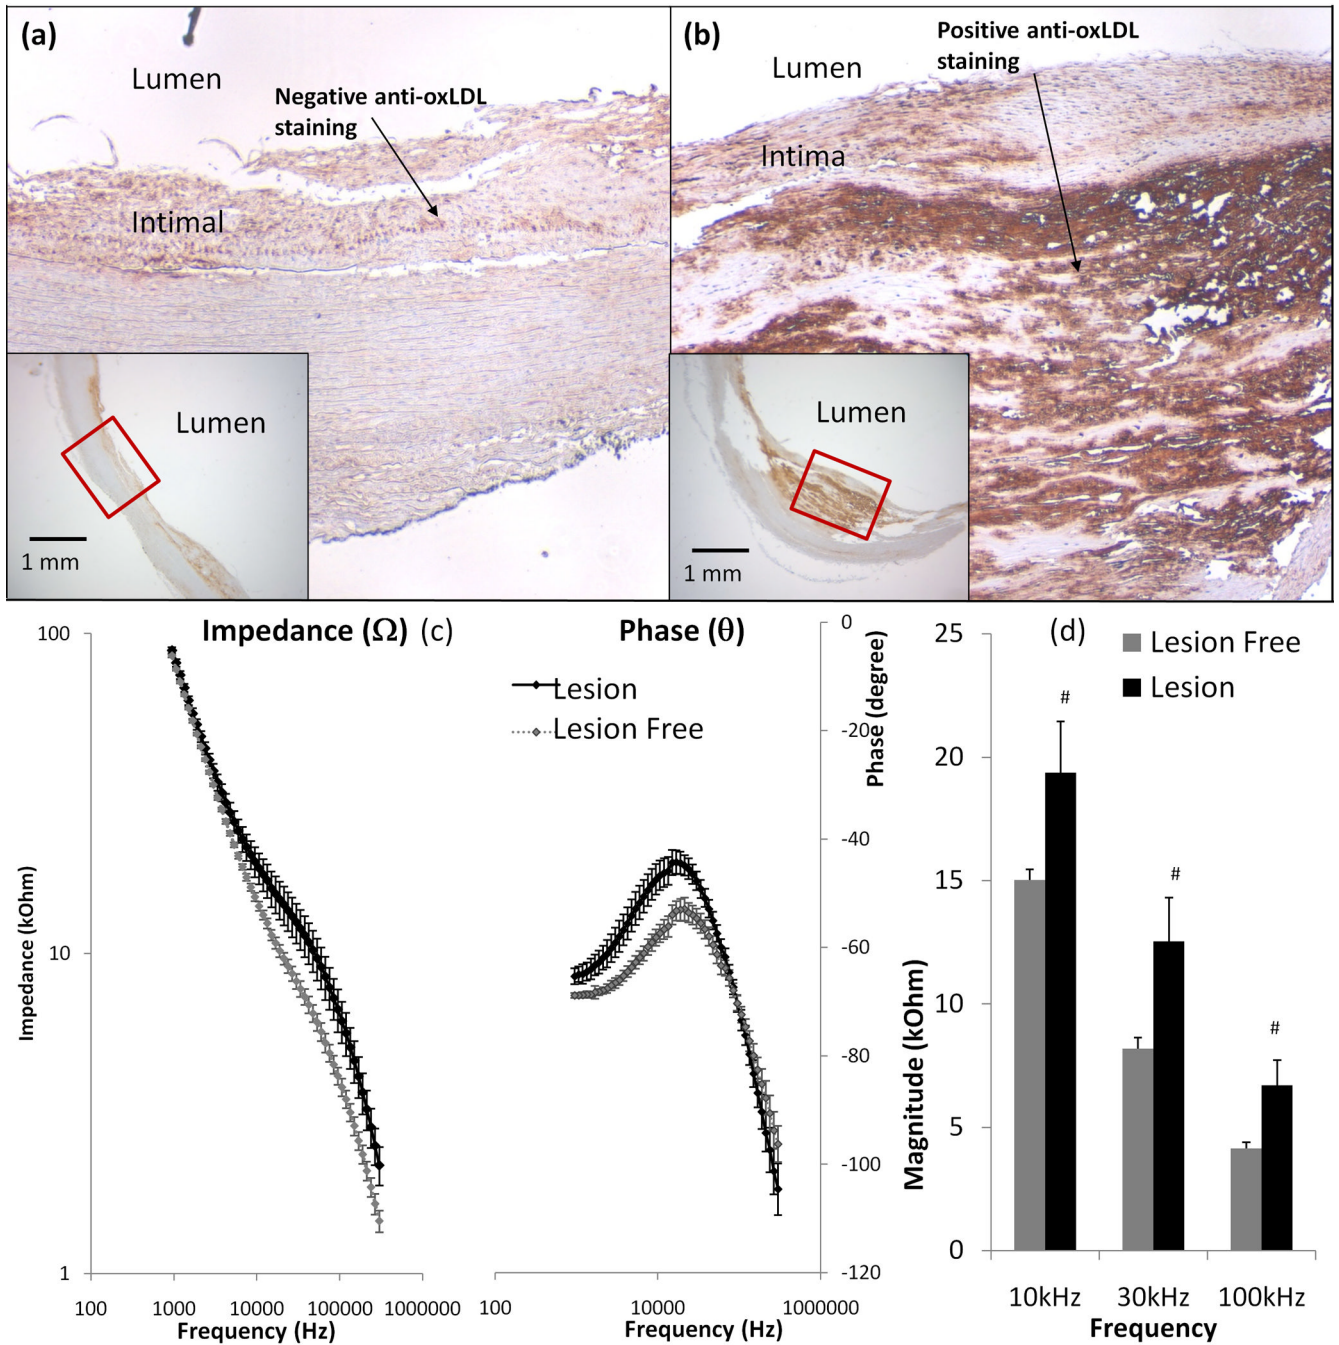 (a)
Lumen
Negative anti-oxLDL
staining
Intimal
Lumen
1 mm
(b)
Lumen
Positive anti-oxLDL
staining
Intima
Lumen
1 mm
Impedance (Ω) (c)
Phase (θ)
Lesion
Lesion Free
100
10
1
Impedance (kOhm)
100
1000
10000
100000
1000000
Frequency (Hz)
0
-20
-40
-60
-80
-100
-120
Phase (degree)
100
10000
1000000
Frequency (Hz)
(d)
Lesion Free
Lesion
25
20
15
10
5
0
Magnitude (kOhm)
#
#
#
10kHz
30kHz
100kHz
Frequency